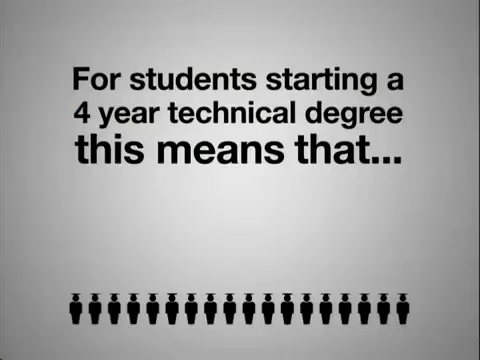 For students starting a
4 year technical degree
this means that...